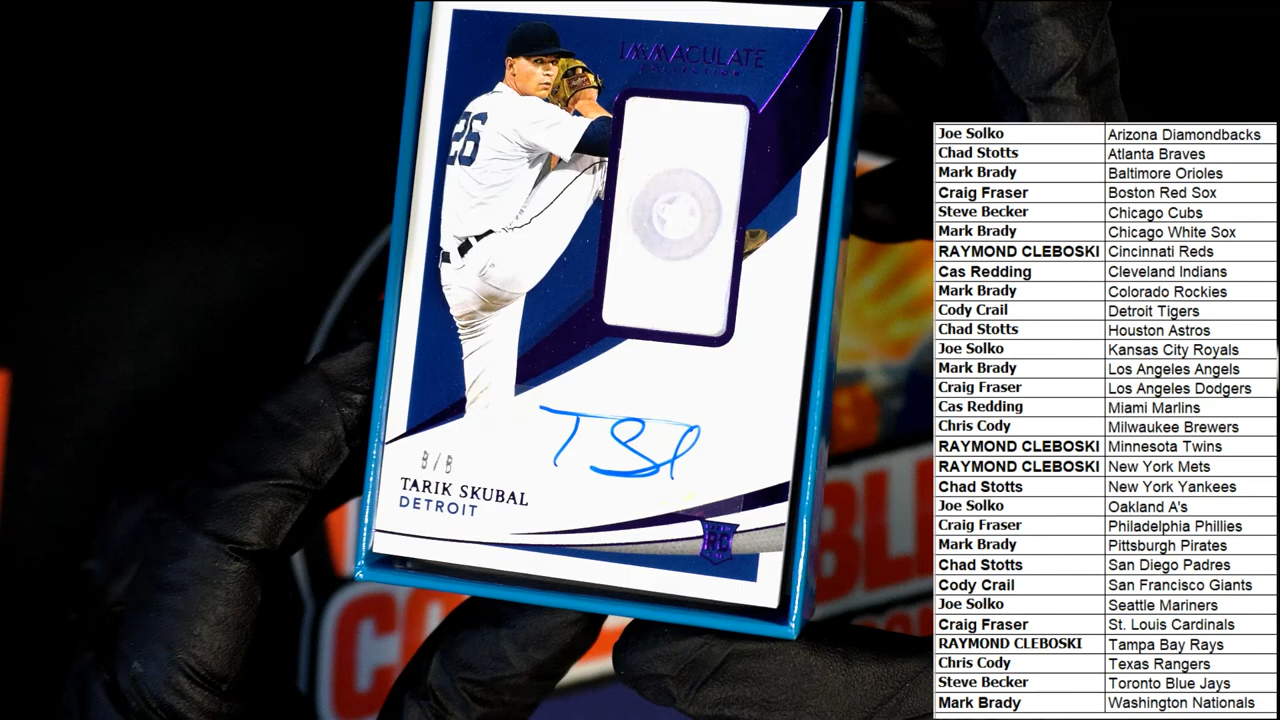 IMMACULATE
COLLECTION
26
8/8
TARIK SKUBAL
DETROIT
RC
Joe Solko Arizona Diamondbacks
Chad Stotts Atlanta Braves
Mark Brady Baltimore Orioles
Craig Fraser Boston Red Sox
Steve Becker Chicago Cubs
Mark Brady Chicago White Sox
RAYMOND CLEBOSKI Cincinnati Reds
Cas Redding Cleveland Indians
Mark Brady Colorado Rockies
Cody Crail Detroit Tigers
Chad Stotts Houston Astros
Joe Solko Kansas City Royals
Mark Brady Los Angeles Angels
Craig Fraser Los Angeles Dodgers
Cas Redding Miami Marlins
Chris Cody Milwaukee Brewers
RAYMOND CLEBOSKI Minnesota Twins
RAYMOND CLEBOSKI New York Mets
Chad Stotts New York Yankees
Joe Solko Oakland A's
Craig Fraser Philadelphia Phillies
Mark Brady Pittsburgh Pirates
Chad Stotts San Diego Padres
Cody Crail San Francisco Giants
Joe Solko Seattle Mariners
Craig Fraser St. Louis Cardinals
RAYMOND CLEBOSKI Tampa Bay Rays
Chris Cody Texas Rangers
Steve Becker Toronto Blue Jays
Mark Brady Washington Nationals